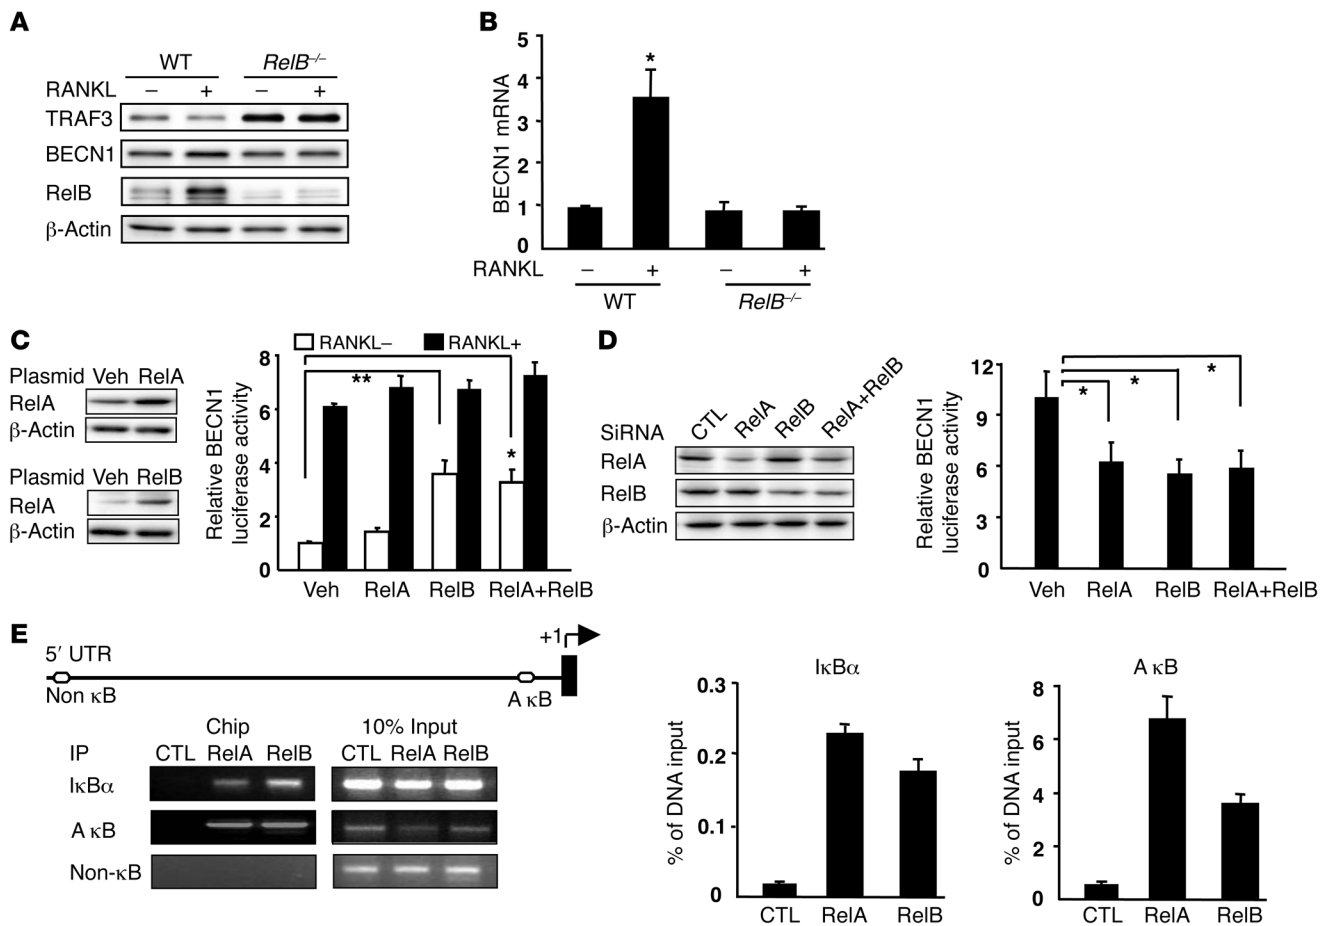 A
WT RelB–/–
RANKL – + – +
TRAF3
BECN1
RelB
β-Actin
B
BECN1 mRNA
5
4
3
2
1
0
*
RANKL – + – +
WT RelB–/–
C
Plasmid Veh RelA
RelA
β-Actin
Plasmid Veh RelB
RelA
β-Actin
RANKL– RANKL+
Relative BECN1
luciferase activity
8
6
4
2
0
**
*
Veh RelA RelB RelA+RelB
D
SiRNA CTL RelA RelB RelA+RelB
RelA
RelB
β-Actin
Relative BECN1
luciferase activity
12
9
6
3
0
* * *
Veh RelA RelB RelA+RelB
E
5′ UTR
+1
Non κB A κB
Chip 10% Input
IP CTL RelA RelB CTL RelA RelB
IκBα
A κB
Non-κB
IκBα
% of DNA input
0.3
0.2
0.1
0
CTL RelA RelB
A κB
% of DNA input
8
6
4
2
0
CTL RelA RelB